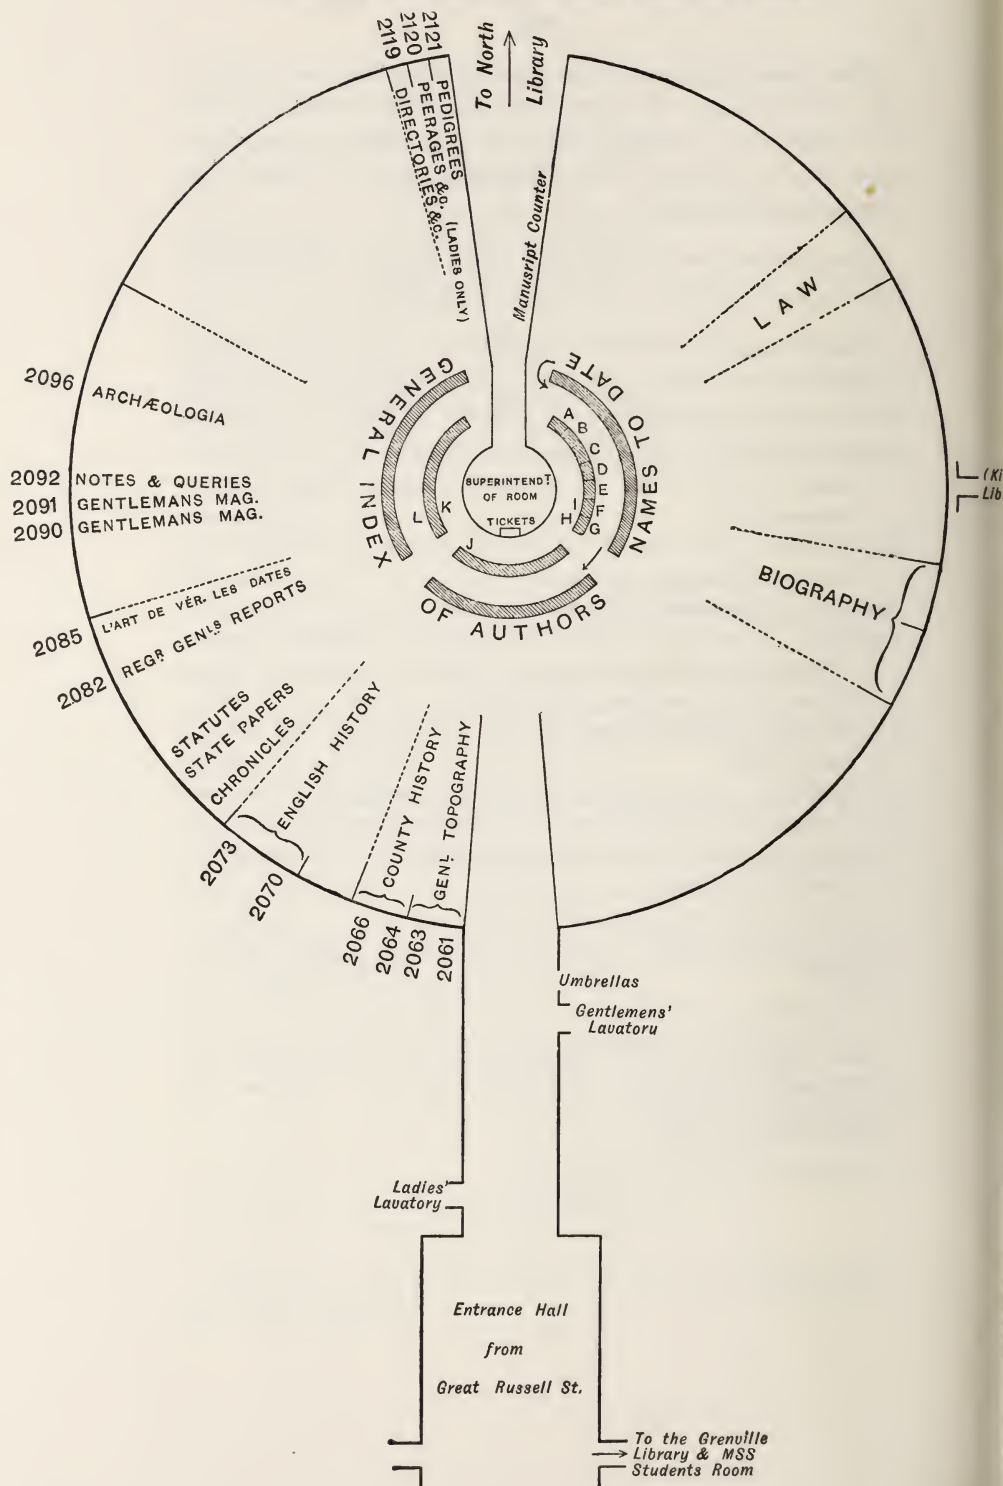 2119
2120
2121
DIRECTORIES &C.
PEERAGES &C. (LADIES ONLY)
PEDIGREES
To North
Library
Manusript Counter
LAW
2096 ARCHÆOLOGIA
2092 NOTES & QUERIES
2091 GENTLEMANS MAG.
2090 GENTLEMANS MAG.
2085 L'ART DE VÉR. LES DATES
2082 REGR. GENLS REPORTS
STATUTES
STATE PAPERS
CHRONICLES
2073
2070
ENGLISH HISTORY
2066
2064
COUNTY HISTORY
2063
2061
GENL. TOPOGRAPHY
GENERAL INDEX
OF AUTHORS
NAMES TO DATE
A
B
C
D
E
F
G
H
I
J
K
L
SUPERINTENDT
OF ROOM
TICKETS
BIOGRAPHY
(Ki
Lib
Umbrellas
Gentlemens'
Lavatory
Ladies'
Lavatory
Entrance Hall
from
Great Russell St.
To the Grenville
Library & MSS
Students Room